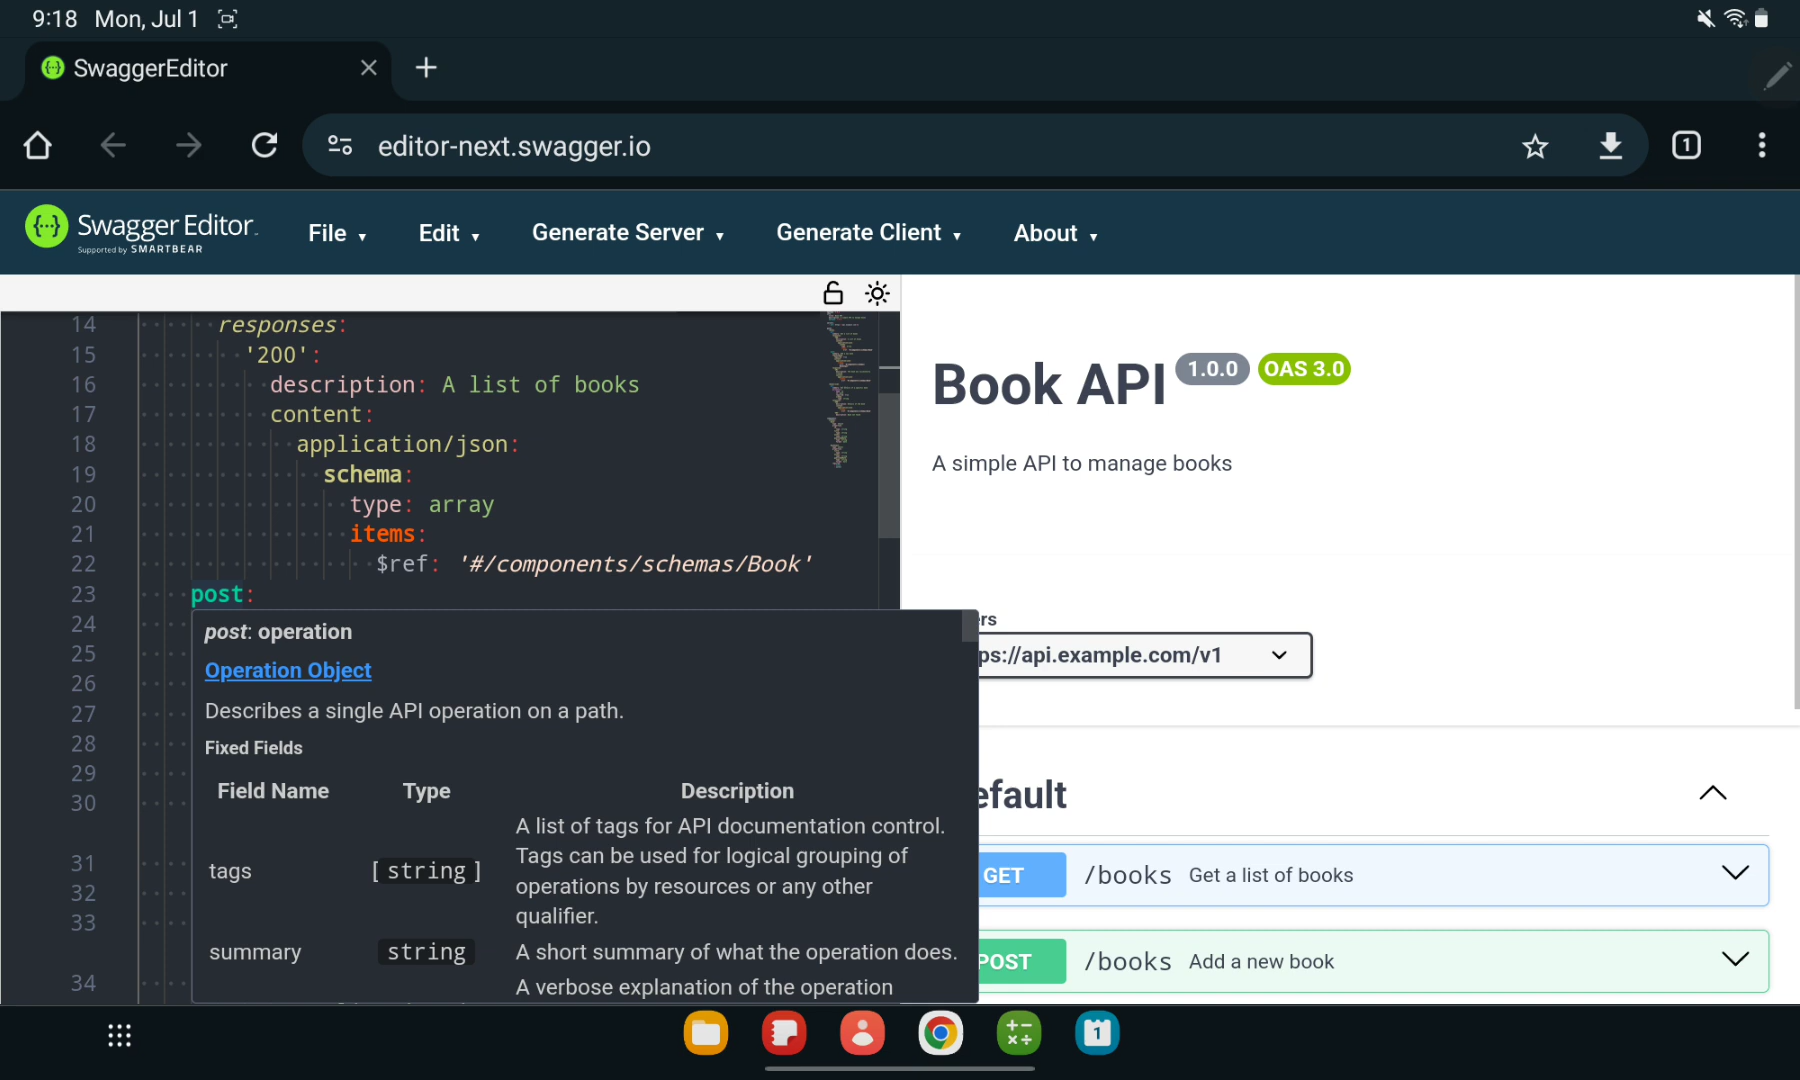 9:18 Mon, Jul 1
SwaggerEditor
editor-next.swagger.io
1
Swagger Editor
Supported by SMARTBEAR
File
Edit
Generate Server
Generate Client
About
14 responses:
15 '200':
16 description: A list of books
17 content:
18 application/json:
19 schema:
20 type: array
21 items:
22 $ref: '#/components/schemas/Book'
23 post:
24
25
26
27
28
29
30
31
32
33
34
post: operation
Operation Object
Describes a single API operation on a path.
Fixed Fields
Field Name Type Description
tags [string] A list of tags for API documentation control.
Tags can be used for logical grouping of
operations by resources or any other
qualifier.
summary string A short summary of what the operation does.
A verbose explanation of the operation
Book API 1.0.0 OAS 3.0
A simple API to manage books
rs
ps://api.example.com/v1
efault
GET /books Get a list of books
POST /books Add a new book
1